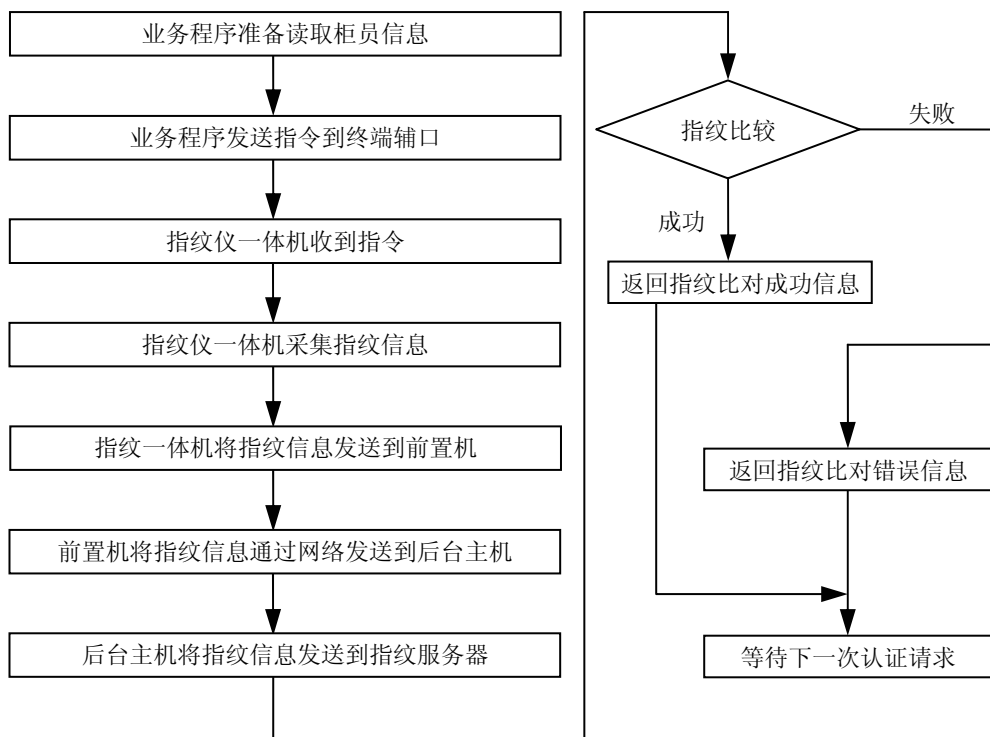 业务程序准备读取柜员信息
业务程序发送指令到终端辅口
指纹仪一体机收到指令
指纹仪一体机采集指纹信息
指纹一体机将指纹信息发送到前置机
前置机将指纹信息通过网络发送到后台主机
后台主机将指纹信息发送到指纹服务器
指纹比较
失败
成功
返回指纹比对成功信息
返回指纹比对错误信息
等待下一次认证请求